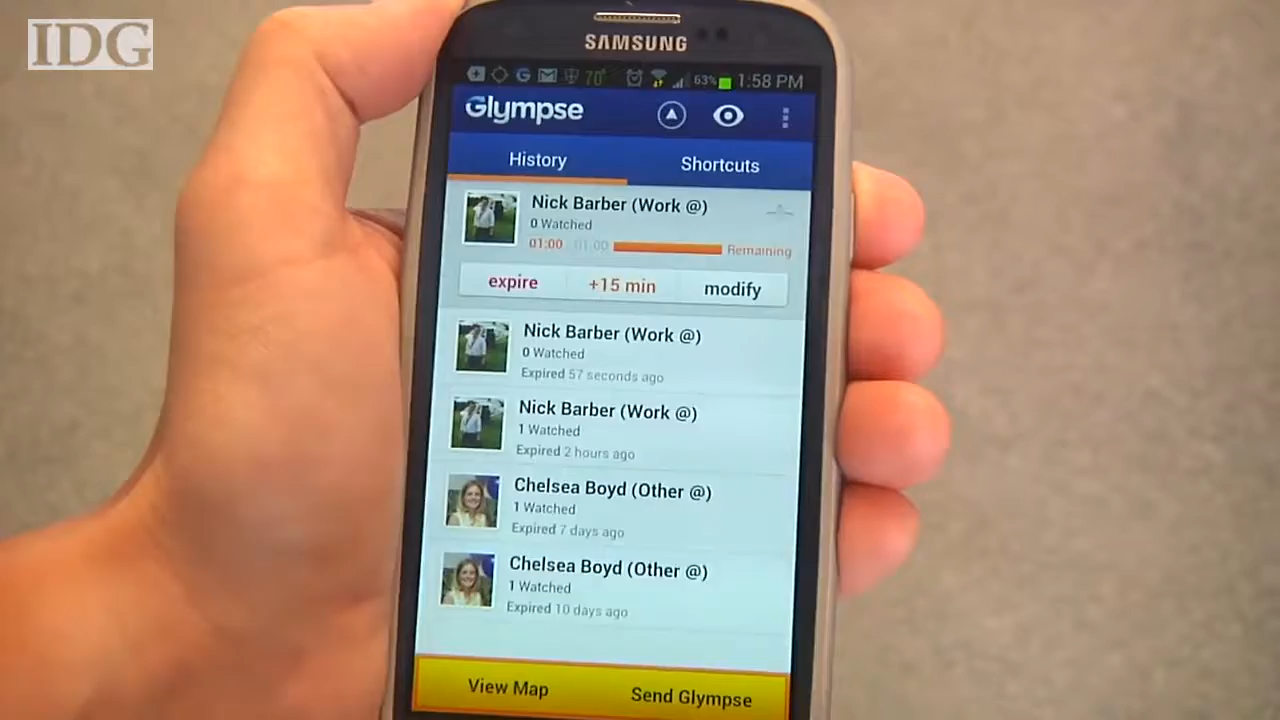 IDG
SAMSUNG
G 70° 63% 1:58 PM
Glympse
History Shortcuts
Nick Barber (Work @)
0 Watched
01:00 01:00 Remaining
expire +15 min modify
Nick Barber (Work @)
0 Watched
Expired 57 seconds ago
Nick Barber (Work @)
1 Watched
Expired 2 hours ago
Chelsea Boyd (Other @)
1 Watched
Expired 7 days ago
Chelsea Boyd (Other @)
1 Watched
Expired 10 days ago
View Map Send Glympse